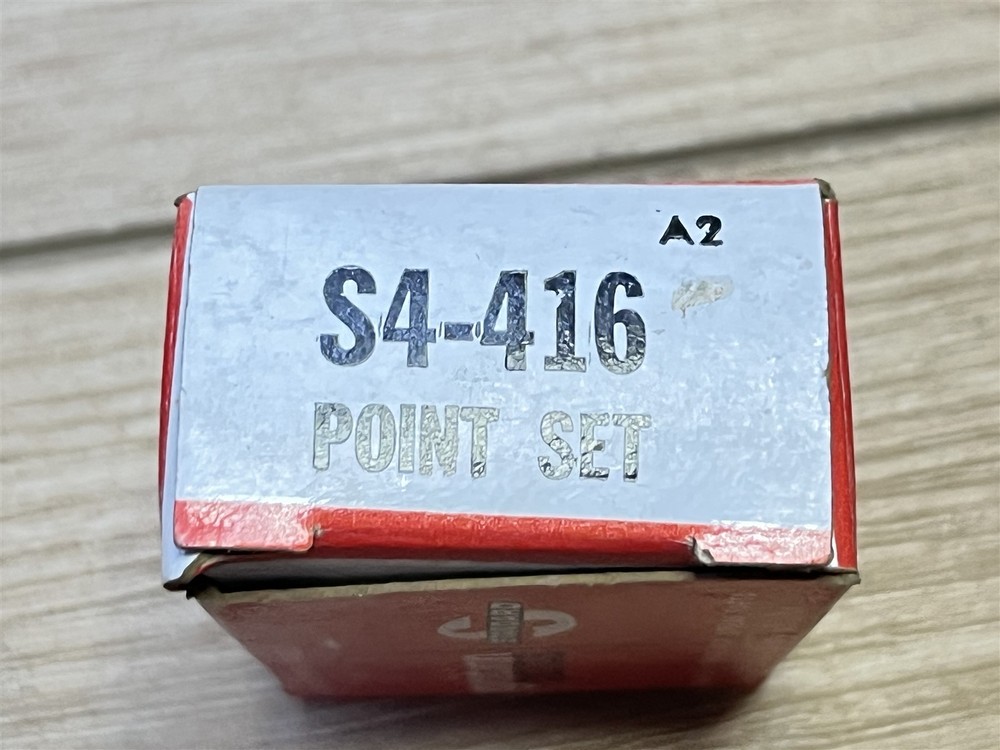 A2
S4-416
POINT SET